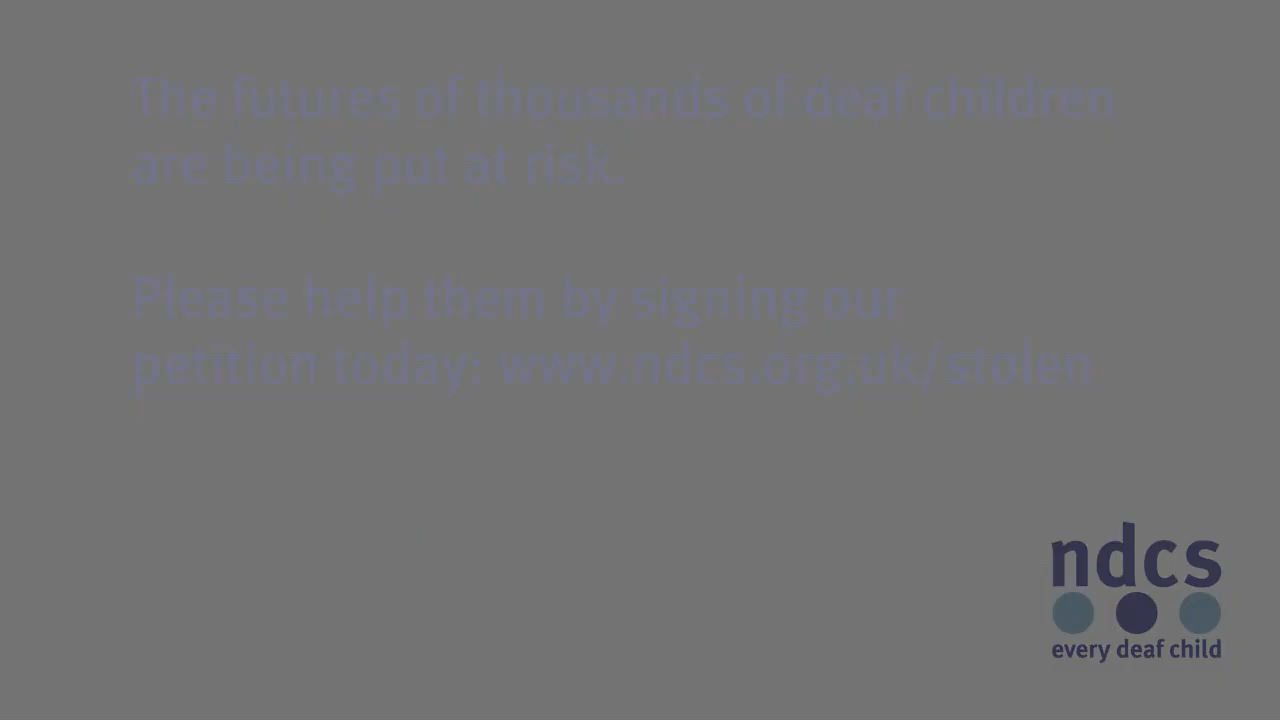 The futures of thousands of deaf children
are being put at risk.
Please help them by signing our
petition today: www.ndcs.org.uk/stolen
ndcs
every deaf child